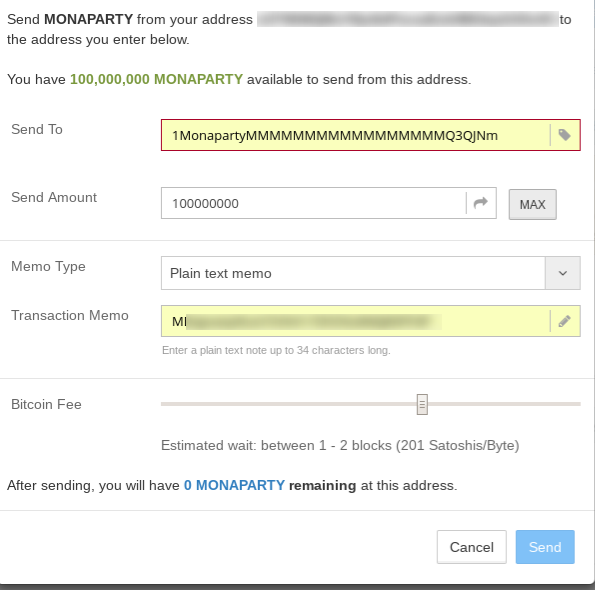 Send MONAPARTY from your address to
the address you enter below.
You have 100,000,000 MONAPARTY available to send from this address.
Send To
1MonapartyMMMMMMMMMMMMMMMMMQ3QJNm
Send Amount
100000000
MAX
Memo Type
Plain text memo
Transaction Memo
Enter a plain text note up to 34 characters long.
Bitcoin Fee
Estimated wait: between 1 - 2 blocks (201 Satoshis/Byte)
After sending, you will have 0 MONAPARTY remaining at this address.
Cancel
Send